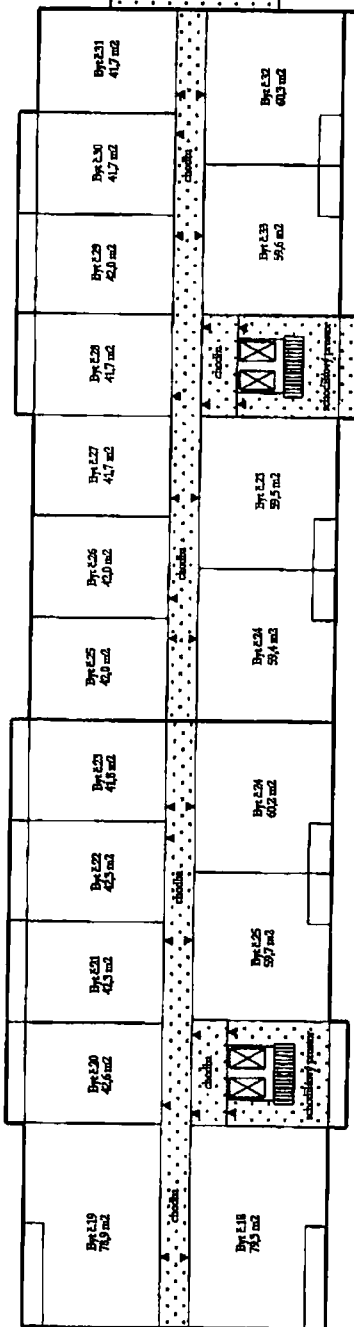 Byt č.31
41,7 m2
Byt č.30
41,7 m2
Byt č.29
42,0 m2
Byt č.28
41,7 m2
Byt č.27
41,7 m2
Byt č.26
42,0 m2
Byt č.25
42,0 m2
Byt č.23
41,8 m2
Byt č.22
42,3 m2
Byt č.21
42,3 m2
Byt č.20
42,6 m2
Byt č.19
78,9 m2
chodba
chodba
chodba
chodba
Byt č.32
60,3 m2
Byt č.33
59,6 m2
chodba
schodišťový prostor
Byt č.23
59,5 m2
Byt č.24
59,4 m2
Byt č.24
60,2 m2
Byt č.25
59,7 m2
chodba
schodišťový prostor
Byt č.18
79,3 m2